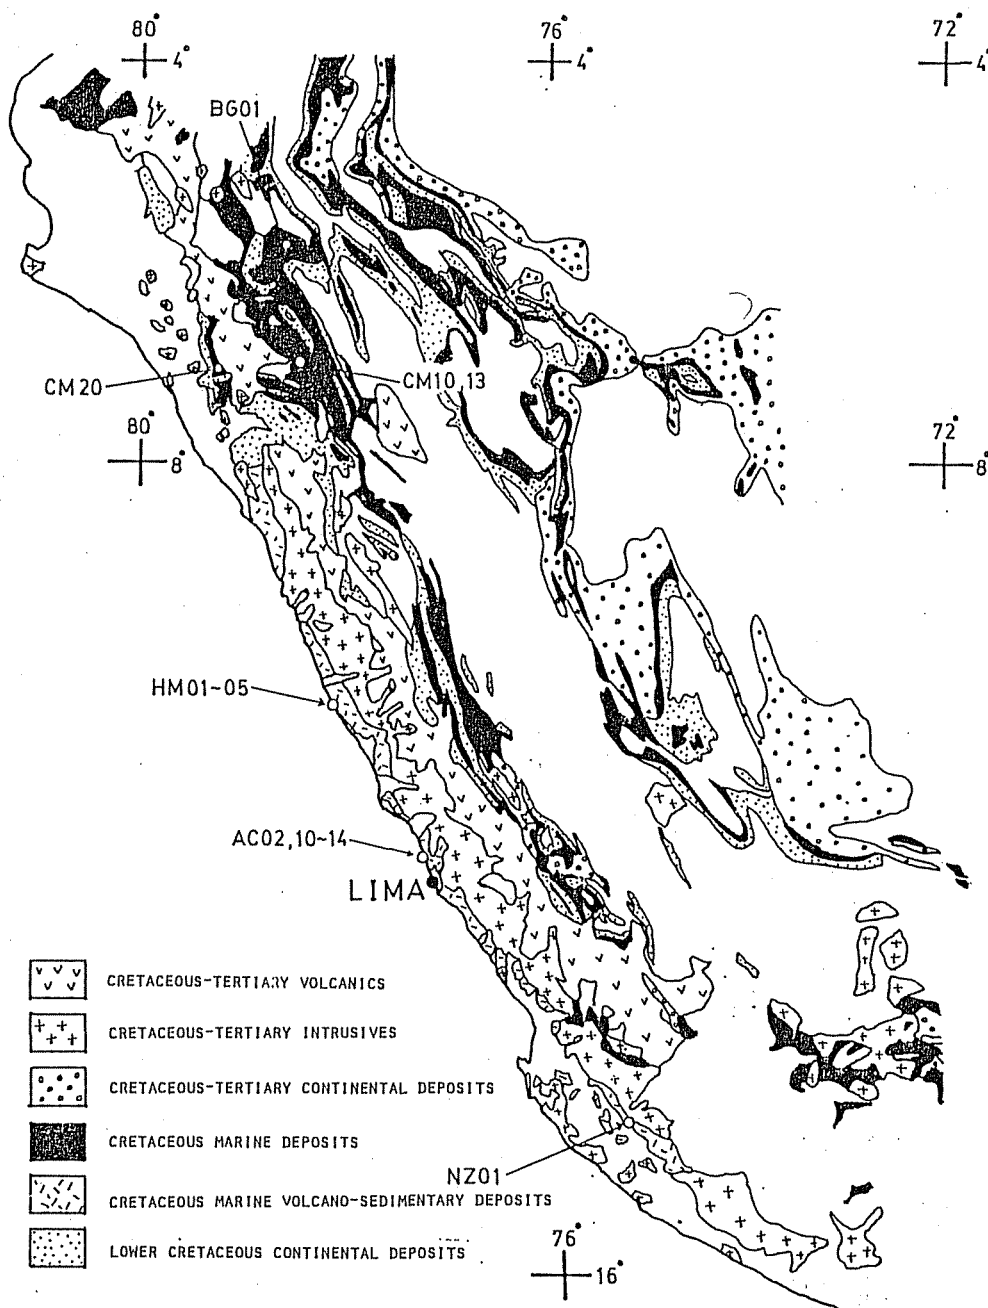 80°
4°
76°
4°
72°
4°
BG01
CM20
CM10,13
80°
8°
72°
8°
HM01~05
AC02,10~14
LIMA
CRETACEOUS-TERTIARY VOLCANICS
CRETACEOUS-TERTIARY INTRUSIVES
CRETACEOUS-TERTIARY CONTINENTAL DEPOSITS
CRETACEOUS MARINE DEPOSITS
NZ01
CRETACEOUS MARINE VOLCANO-SEDIMENTARY DEPOSITS
LOWER CRETACEOUS CONTINENTAL DEPOSITS
76°
16°